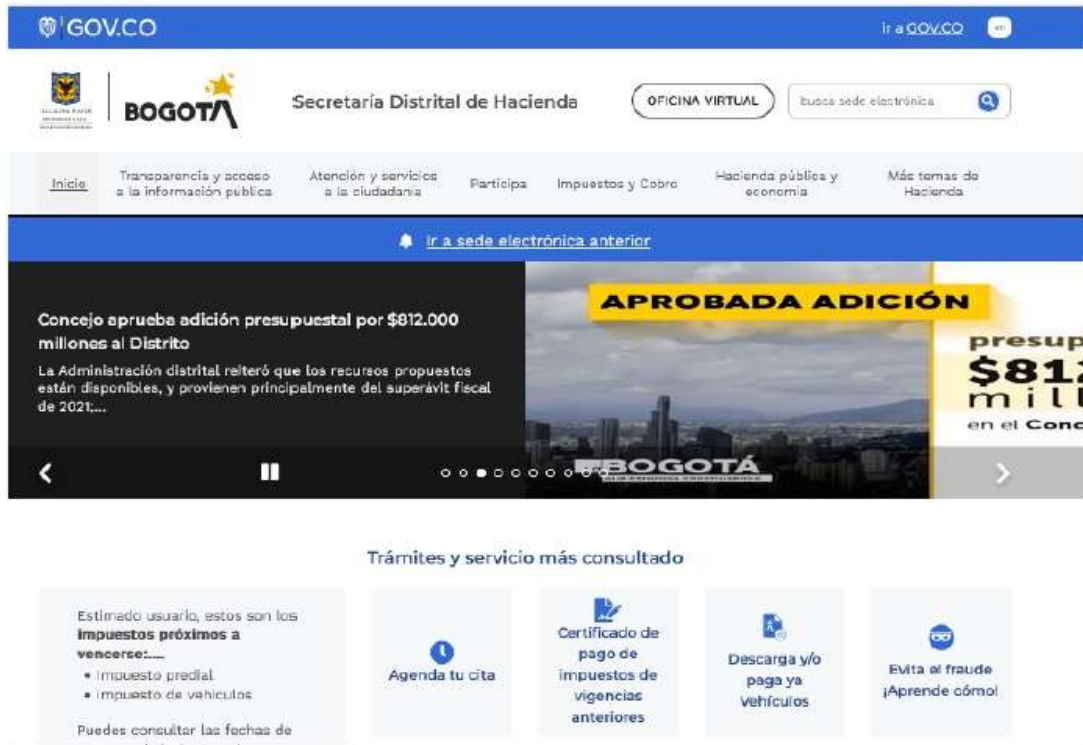 GOV.CO
ir a GOV.CO
en
BOGOTÁ
Secretaría Distrital de Hacienda
OFICINA VIRTUAL
busca sede electrónica
Inicio
Transparencia y acceso
a la información pública
Atención y servicios
a la ciudadanía
Participa
Impuestos y Cobro
Hacienda pública y
economía
Más temas de
Hacienda
Ir a sede electrónica anterior
Concejo aprueba adición presupuestal por $812.000
millones al Distrito
La Administración distrital reiteró que los recursos propuestos
están disponibles, y provienen principalmente del superávit fiscal
de 2021;...
APROBADA ADICIÓN
presup
$812
mill
en el Conc
BOGOTÁ
Trámites y servicio más consultado
Estimado usuario, estos son los
impuestos próximos a
vencerse:....
• Impuesto predial
• Impuesto de vehículos
Puedes consultar las fechas de
Agenda tu cita
Certificado de
pago de
impuestos de
vigencias
anteriores
Descarga y/o
paga ya
Vehículos
Evita el fraude
¡Aprende cómo!